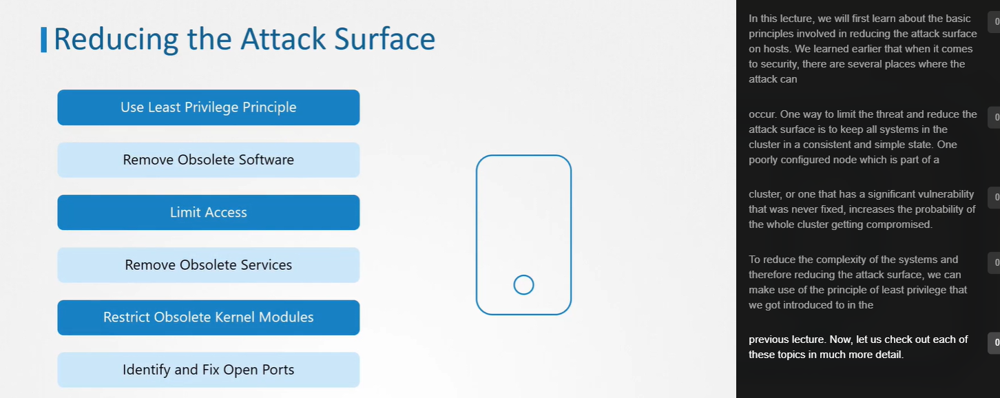 Reducing the Attack Surface
Use Least Privilege Principle
Remove Obsolete Software
Limit Access
Remove Obsolete Services
Restrict Obsolete Kernel Modules
Identify and Fix Open Ports
In this lecture, we will first learn about the basic
principles involved in reducing the attack surface
on hosts. We learned earlier that when it comes
to security, there are several places where the
attack can
occur. One way to limit the threat and reduce the
attack surface is to keep all systems in the
cluster in a consistent and simple state. One
poorly configured node which is part of a
cluster, or one that has a significant vulnerability
that was never fixed, increases the probability of
the whole cluster getting compromised.
To reduce the complexity of the systems and
therefore reducing the attack surface, we can
make use of the principle of least privilege that
we got introduced to in the
previous lecture. Now, let us check out each of
these topics in much more detail.